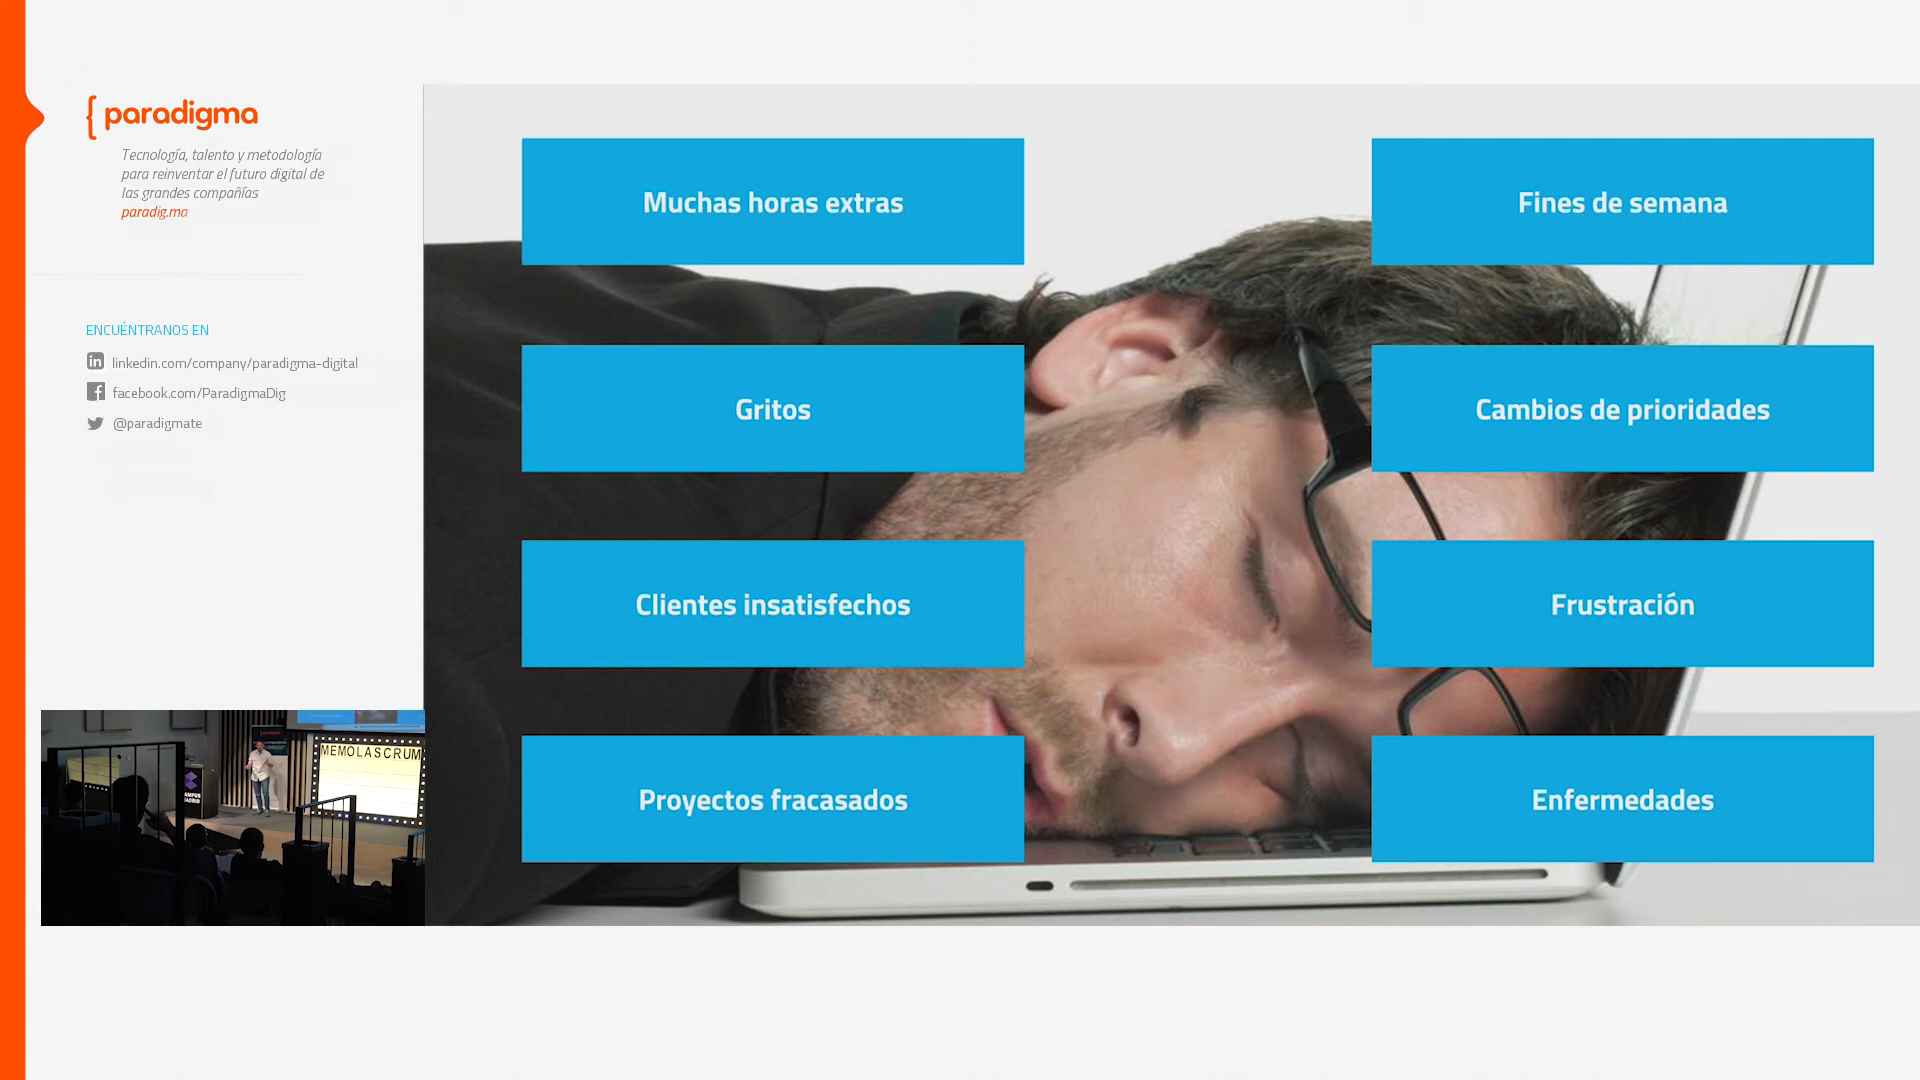 { paradigma
Tecnología, talento y metodología
para reinventar el futuro digital de
las grandes compañías
paradig.ma
ENCUÉNTRANOS EN
in linkedin.com/company/paradigma-digital
f facebook.com/ParadigmaDig
@paradigmate
MEMOLASCRUM
Muchas horas extras
Fines de semana
Gritos
Cambios de prioridades
Clientes insatisfechos
Frustración
Proyectos fracasados
Enfermedades